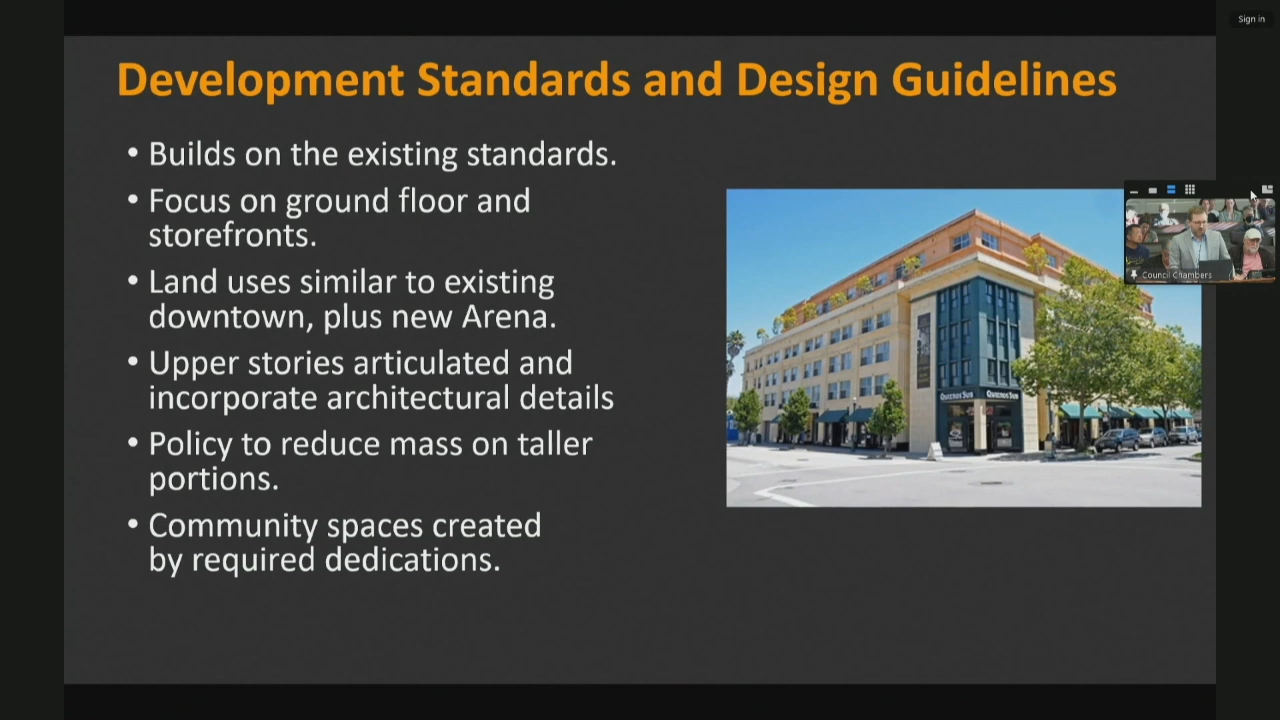 Sign in
Development Standards and Design Guidelines
• Builds on the existing standards.
• Focus on ground floor and
storefronts.
• Land uses similar to existing
downtown, plus new Arena.
• Upper stories articulated and
incorporate architectural details
• Policy to reduce mass on taller
portions.
• Community spaces created
by required dedications.
Council Chambers